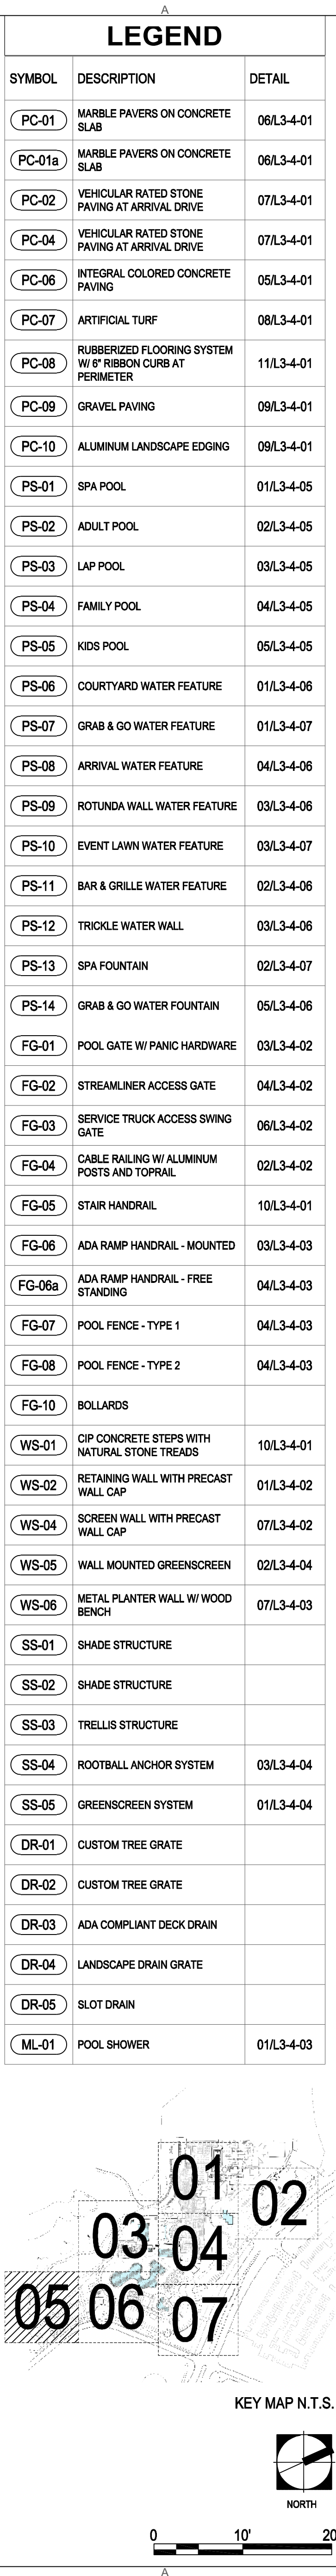 A
LEGEND
SYMBOL DESCRIPTION DETAIL
PC-01 MARBLE PAVERS ON CONCRETE SLAB 06/L3-4-01
PC-01a MARBLE PAVERS ON CONCRETE SLAB 06/L3-4-01
PC-02 VEHICULAR RATED STONE PAVING AT ARRIVAL DRIVE 07/L3-4-01
PC-04 VEHICULAR RATED STONE PAVING AT ARRIVAL DRIVE 07/L3-4-01
PC-06 INTEGRAL COLORED CONCRETE PAVING 05/L3-4-01
PC-07 ARTIFICIAL TURF 08/L3-4-01
PC-08 RUBBERIZED FLOORING SYSTEM W/ 6" RIBBON CURB AT PERIMETER 11/L3-4-01
PC-09 GRAVEL PAVING 09/L3-4-01
PC-10 ALUMINUM LANDSCAPE EDGING 09/L3-4-01
PS-01 SPA POOL 01/L3-4-05
PS-02 ADULT POOL 02/L3-4-05
PS-03 LAP POOL 03/L3-4-05
PS-04 FAMILY POOL 04/L3-4-05
PS-05 KIDS POOL 05/L3-4-05
PS-06 COURTYARD WATER FEATURE 01/L3-4-06
PS-07 GRAB & GO WATER FEATURE 01/L3-4-07
PS-08 ARRIVAL WATER FEATURE 04/L3-4-06
PS-09 ROTUNDA WALL WATER FEATURE 03/L3-4-06
PS-10 EVENT LAWN WATER FEATURE 03/L3-4-07
PS-11 BAR & GRILLE WATER FEATURE 02/L3-4-06
PS-12 TRICKLE WATER WALL 03/L3-4-06
PS-13 SPA FOUNTAIN 02/L3-4-07
PS-14 GRAB & GO WATER FOUNTAIN 05/L3-4-06
FG-01 POOL GATE W/ PANIC HARDWARE 03/L3-4-02
FG-02 STREAMLINER ACCESS GATE 04/L3-4-02
FG-03 SERVICE TRUCK ACCESS SWING GATE 06/L3-4-02
FG-04 CABLE RAILING W/ ALUMINUM POSTS AND TOPRAIL 02/L3-4-02
FG-05 STAIR HANDRAIL 10/L3-4-01
FG-06 ADA RAMP HANDRAIL - MOUNTED 03/L3-4-03
FG-06a ADA RAMP HANDRAIL - FREE STANDING 04/L3-4-03
FG-07 POOL FENCE - TYPE 1 04/L3-4-03
FG-08 POOL FENCE - TYPE 2 04/L3-4-03
FG-10 BOLLARDS
WS-01 CIP CONCRETE STEPS WITH NATURAL STONE TREADS 10/L3-4-01
WS-02 RETAINING WALL WITH PRECAST WALL CAP 01/L3-4-02
WS-04 SCREEN WALL WITH PRECAST WALL CAP 07/L3-4-02
WS-05 WALL MOUNTED GREENSCREEN 02/L3-4-04
WS-06 METAL PLANTER WALL W/ WOOD BENCH 07/L3-4-03
SS-01 SHADE STRUCTURE
SS-02 SHADE STRUCTURE
SS-03 TRELLIS STRUCTURE
SS-04 ROOTBALL ANCHOR SYSTEM 03/L3-4-04
SS-05 GREENSCREEN SYSTEM 01/L3-4-04
DR-01 CUSTOM TREE GRATE
DR-02 CUSTOM TREE GRATE
DR-03 ADA COMPLIANT DECK DRAIN
DR-04 LANDSCAPE DRAIN GRATE
DR-05 SLOT DRAIN
ML-01 POOL SHOWER 01/L3-4-03
01
02
03
04
05
06
07
KEY MAP N.T.S.
NORTH
0 10' 20
A